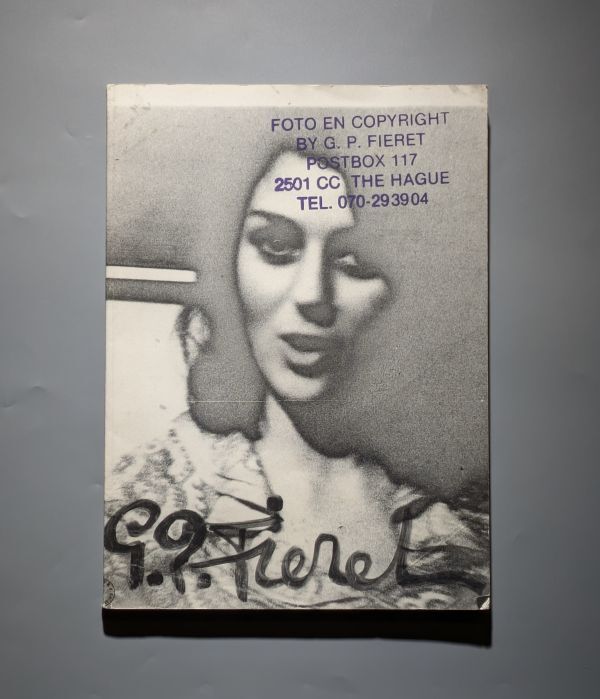 FOTO EN COPYRIGHT
BY G. P. FIERET
POSTBOX 117
2501 CC THE HAGUE
TEL. 070-293904
G.P. Fieret